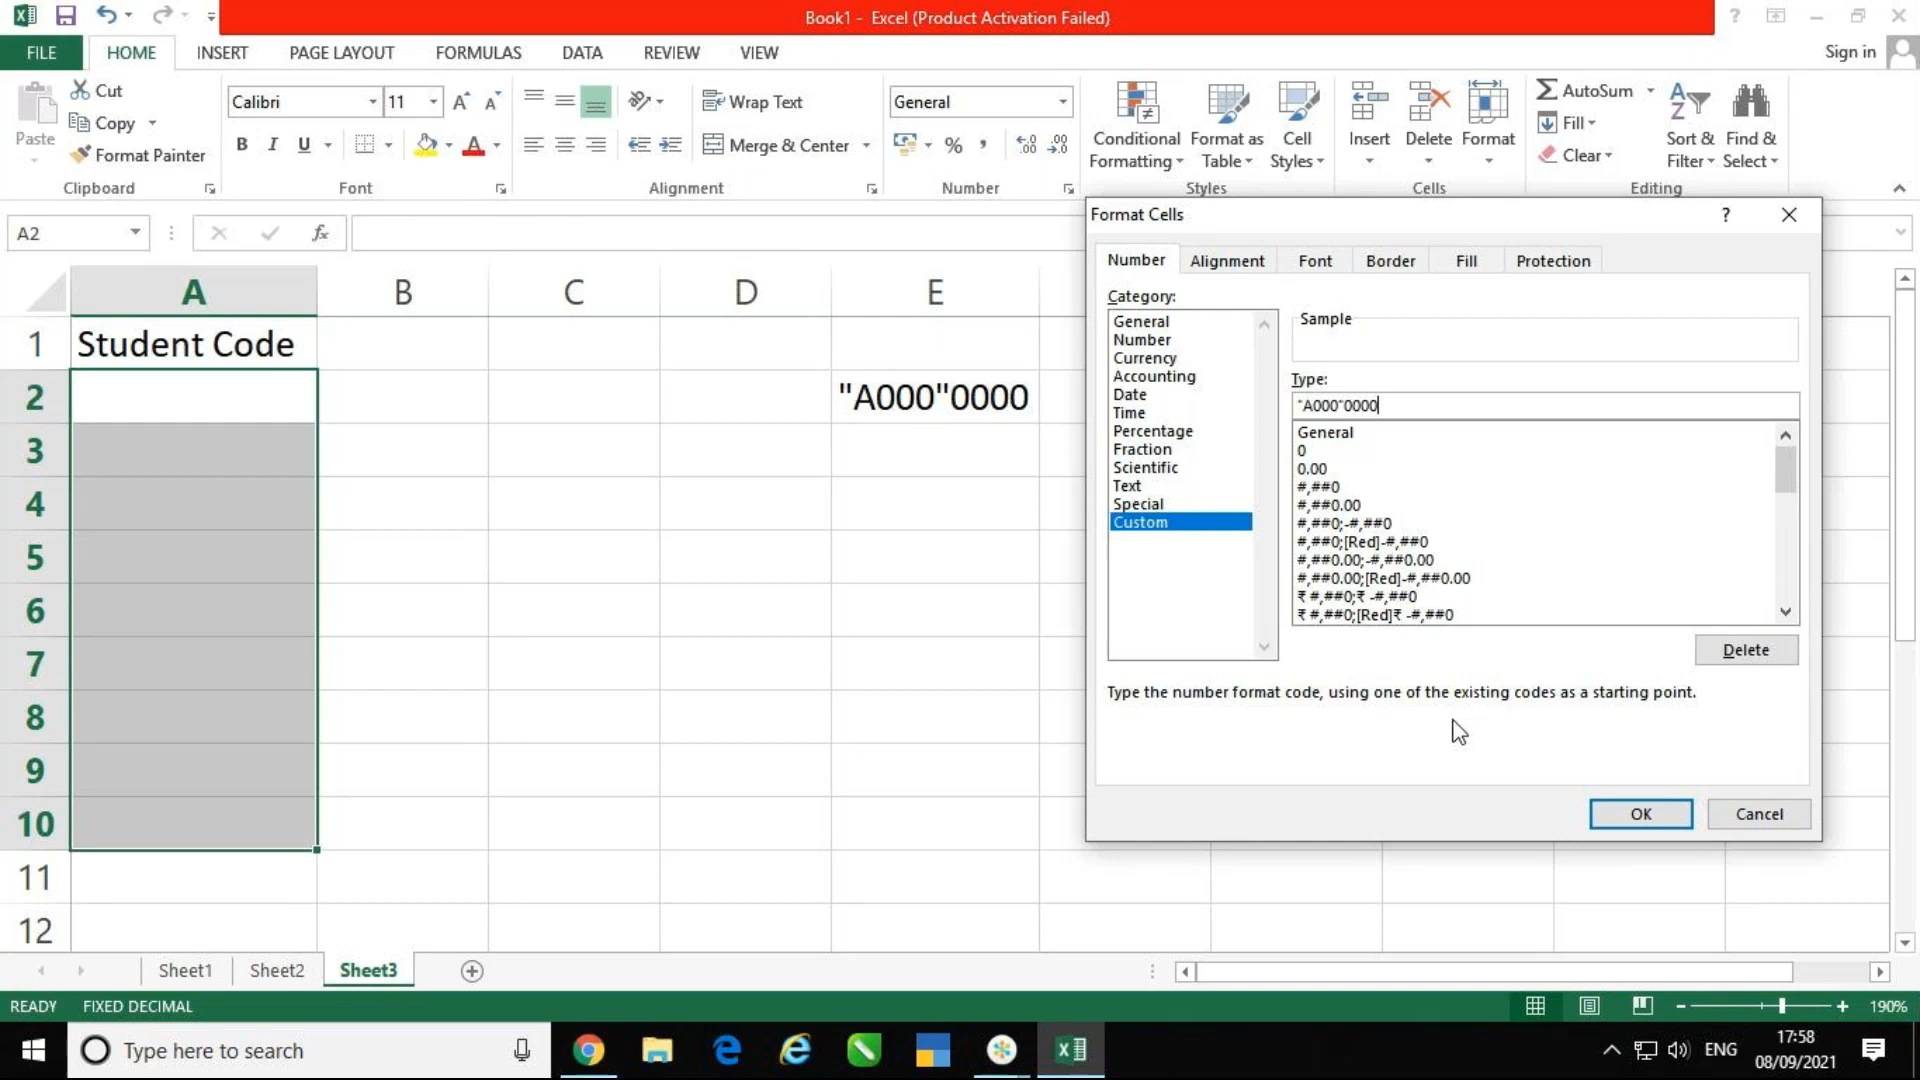 Book1 - Excel (Product Activation Failed)
?
FILE HOME INSERT PAGE LAYOUT FORMULAS DATA REVIEW VIEW
Sign in
Paste
Cut
Copy
Format Painter
Clipboard
Calibri 11
B I U
Font
Wrap Text
Merge & Center
Alignment
General
%
Number
Conditional Formatting
Format as Table
Cell Styles
Styles
Insert
Delete
Format
Cells
AutoSum
Fill
Clear
Sort & Filter
Find & Select
Editing
A2
fx
A B C D E
1 Student Code
2 "A000"0000
3
4
5
6
7
8
9
10
11
12
Format Cells
?
Number Alignment Font Border Fill Protection
Category:
General
Number
Currency
Accounting
Date
Time
Percentage
Fraction
Scientific
Text
Special
Custom
Sample
Type:
"A000"0000
General
0
0.00
#,##0
#,##0.00
#,##0;-#,##0
#,##0;[Red]-#,##0
#,##0.00;-#,##0.00
#,##0.00;[Red]-#,##0.00
₹ #,##0;₹ -#,##0
₹ #,##0;[Red]₹ -#,##0
Delete
Type the number format code, using one of the existing codes as a starting point.
OK Cancel
Sheet1 Sheet2 Sheet3
READY FIXED DECIMAL
190%
Type here to search
ENG
17:58
08/09/2021